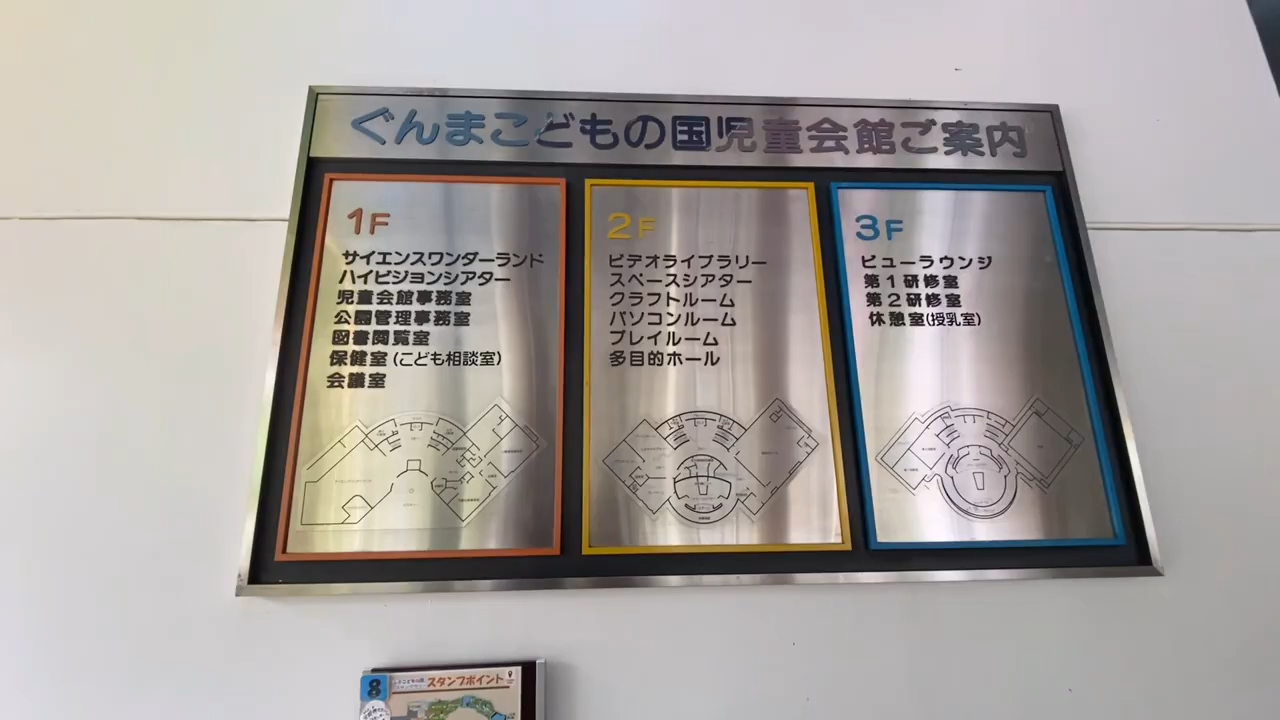 ぐんまこどもの国児童会館ご案内
1F
サイエンスワンダーランド
ハイビジョンシアター
児童会館事務室
公園管理事務室
図書閲覧室
保健室(こども相談室)
会議室
2F
ビデオライブラリー
スペースシアター
クラフトルーム
パソコンルーム
プレイルーム
多目的ホール
3F
ビューラウンジ
第1研修室
第2研修室
休憩室(授乳室)
8
スタンプポイント